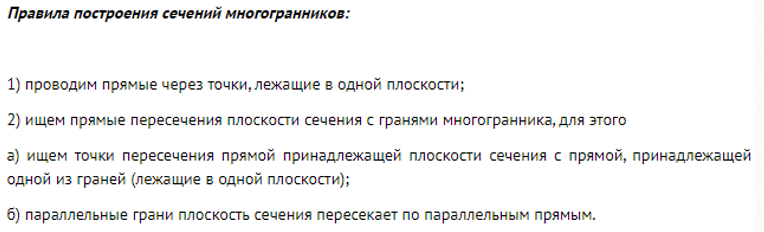 Правила построения сечений многогранников:
1) проводим прямые через точки, лежащие в одной плоскости;
2) ищем прямые пересечения плоскости сечения с гранями многогранника, для этого
а) ищем точки пересечения прямой принадлежащей плоскости сечения с прямой, принадлежащей
одной из граней (лежащие в одной плоскости);
б) параллельные грани плоскость сечения пересекает по параллельным прямым.